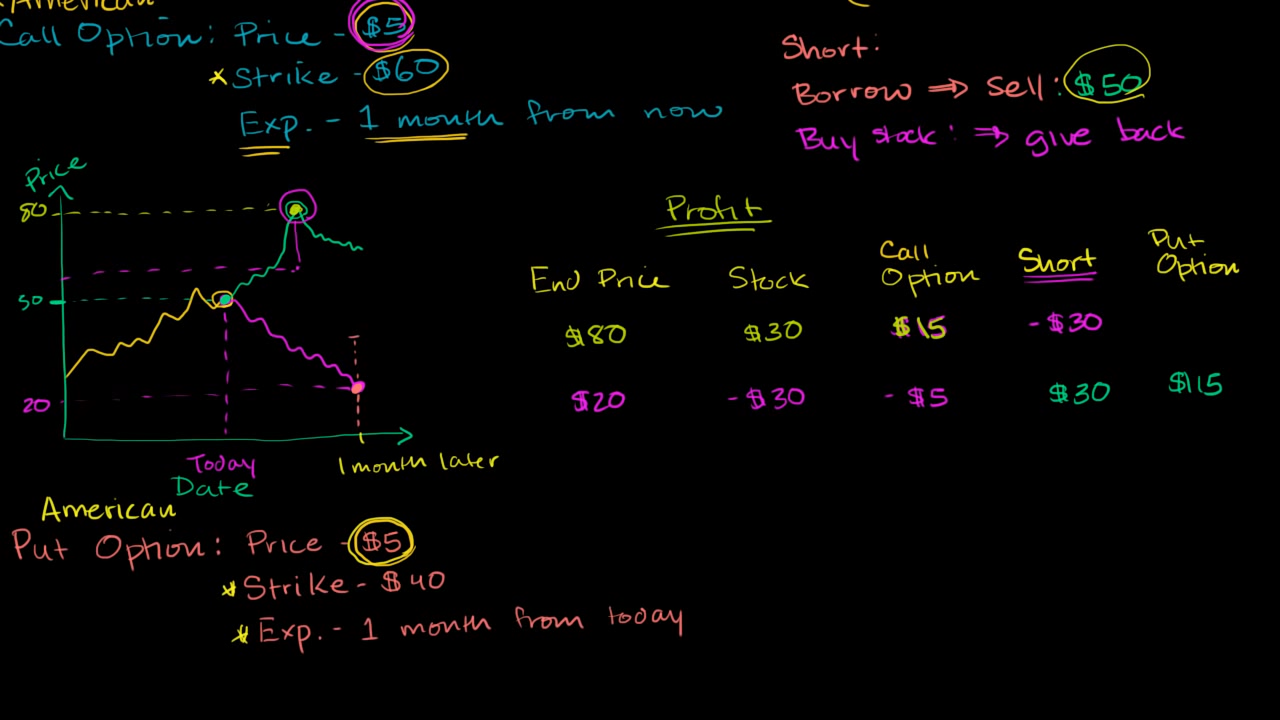 American
Call Option: Price - $5
* Strike - $60
Exp. - 1 month from now
Short:
Borrow ⇒ Sell: $50
Buy stock: ⇒ give back
Price
80
50
20
Today
Date
1 month later
Profit
End Price Stock Call Option Short Put Option
$80 $30 $15 - $30
$20 - $30 - $5 $30 $115
American
Put Option: Price - $5
* Strike - $40
* Exp. - 1 month from today